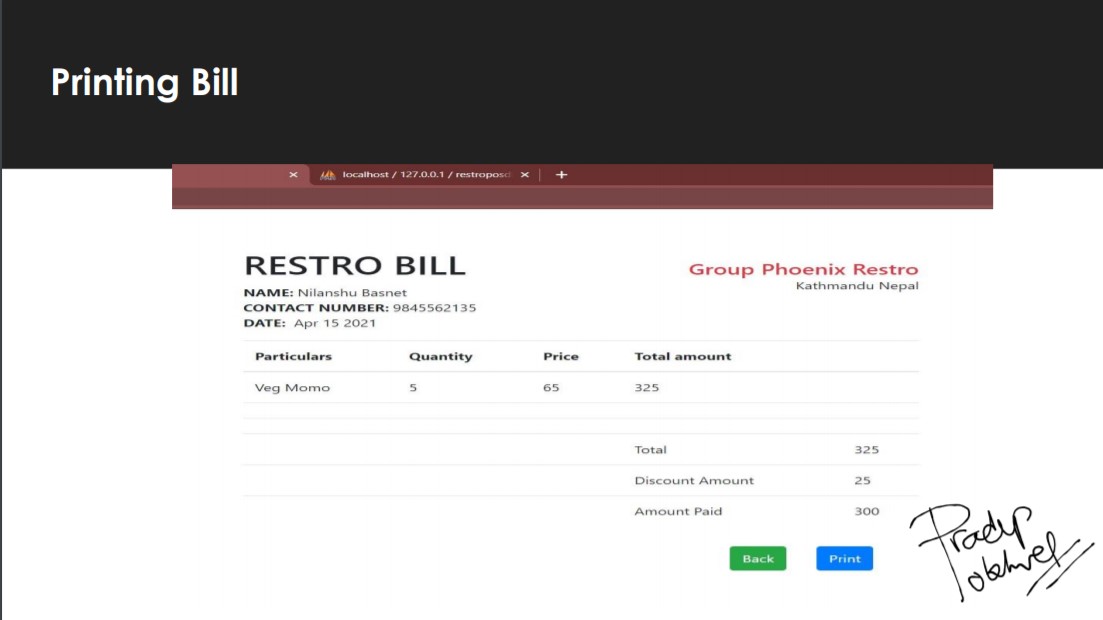 Printing Bill
localhost / 127.0.0.1 / restroposd
RESTRO BILL
Group Phoenix Restro
Kathmandu Nepal
NAME: Nilanshu Basnet
CONTACT NUMBER: 9845562135
DATE: Apr 15 2021
Particulars Quantity Price Total amount
Veg Momo 5 65 325
Total 325
Discount Amount 25
Amount Paid 300
Back Print